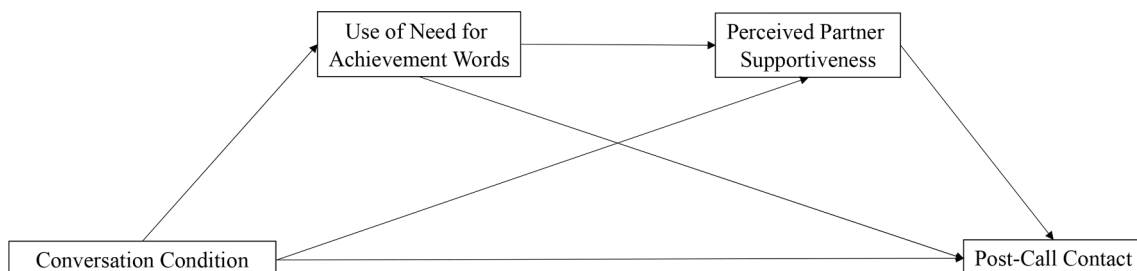 Use of Need for
Achievement Words
Perceived Partner
Supportiveness
Conversation Condition
Post-Call Contact